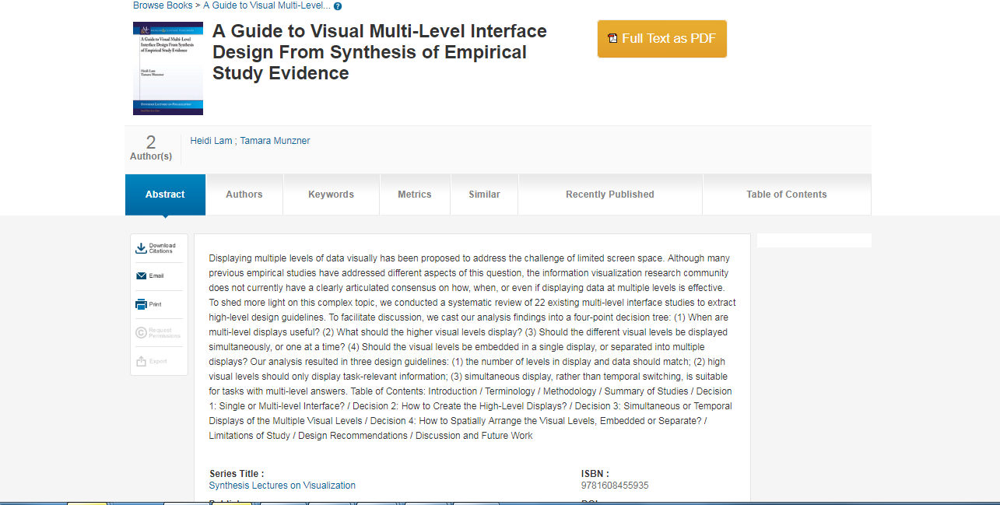 Browse Books > A Guide to Visual Multi-Level... ?
A Guide to Visual Multi-Level
Interface Design From Synthesis
of Empirical Study Evidence
Heidi Lam
Tamara Munzner
SYNTHESIS LECTURES ON VISUALIZATION
A Guide to Visual Multi-Level Interface
Design From Synthesis of Empirical
Study Evidence
Full Text as PDF
2
Author(s)
Heidi Lam ; Tamara Munzner
Abstract
Authors
Keywords
Metrics
Similar
Recently Published
Table of Contents
Download
Citations
Email
Print
Request
Permissions
Export
Displaying multiple levels of data visually has been proposed to address the challenge of limited screen space. Although many
previous empirical studies have addressed different aspects of this question, the information visualization research community
does not currently have a clearly articulated consensus on how, when, or even if displaying data at multiple levels is effective.
To shed more light on this complex topic, we conducted a systematic review of 22 existing multi-level interface studies to extract
high-level design guidelines. To facilitate discussion, we cast our analysis findings into a four-point decision tree: (1) When are
multi-level displays useful? (2) What should the higher visual levels display? (3) Should the different visual levels be displayed
simultaneously, or one at a time? (4) Should the visual levels be embedded in a single display, or separated into multiple
displays? Our analysis resulted in three design guidelines: (1) the number of levels in display and data should match; (2) high
visual levels should only display task-relevant information; (3) simultaneous display, rather than temporal switching, is suitable
for tasks with multi-level answers. Table of Contents: Introduction / Terminology / Methodology / Summary of Studies / Decision
1: Single or Multi-level Interface? / Decision 2: How to Create the High-Level Displays? / Decision 3: Simultaneous or Temporal
Displays of the Multiple Visual Levels / Decision 4: How to Spatially Arrange the Visual Levels, Embedded or Separate? /
Limitations of Study / Design Recommendations / Discussion and Future Work
Series Title :
Synthesis Lectures on Visualization
ISBN :
9781608455935